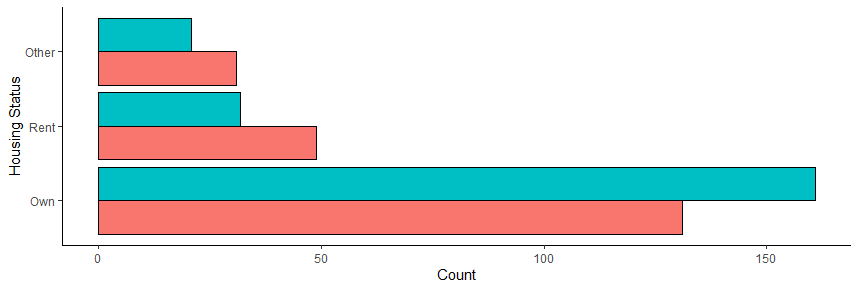 Housing Status
Other
Rent
Own
0 50 100 150
Count